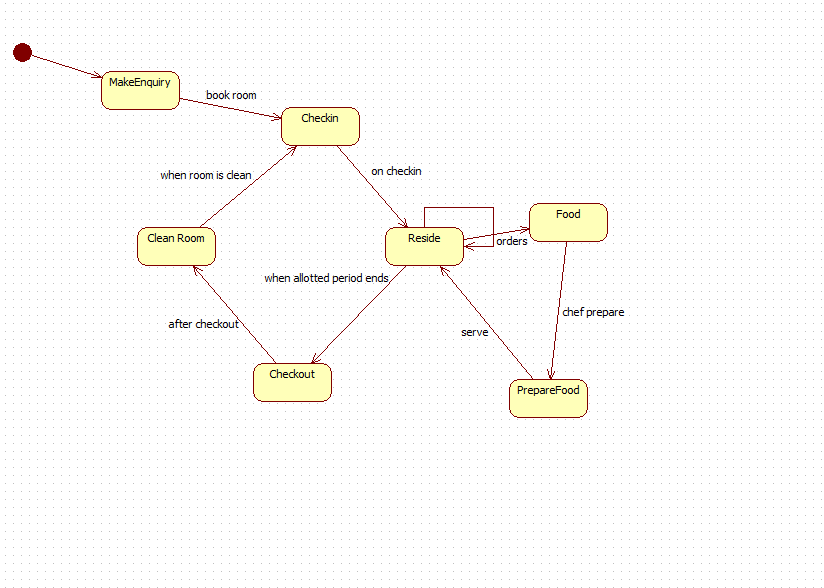 MakeEnquiry
book room
Checkin
when room is clean
on checkin
Food
Clean Room
Reside
orders
when allotted period ends
chef prepare
after checkout
serve
Checkout
PrepareFood